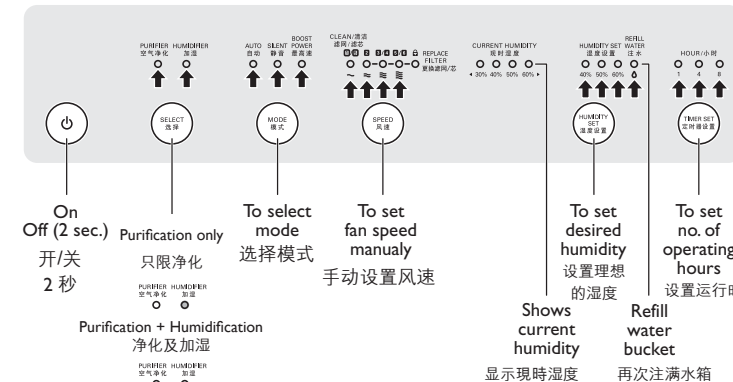 PURIFIER HUMIDIFIER
空气净化 加湿
AUTO SILENT BOOST POWER
自动 静音 最高速
CLEAN/清洁
滤网/滤芯
2 3/4 5/6
REPLACE
FILTER
更换滤网/芯
CURRENT HUMIDITY
现时湿度
30% 40% 50% 60%
HUMIDITY SET
湿度设置
40% 50% 60%
REFILL
WATER
注水
HOUR/小时
1 4 8
SELECT
选择
MODE
模式
SPEED
风速
HUMIDITY
SET
湿度设置
TIMER SET
定时器设置
On
Off (2 sec.)
开/关
2 秒
Purification only
只限净化
PURIFIER HUMIDIFIER
空气净化 加湿
Purification + Humidification
净化及加湿
PURIFIER HUMIDIFIER
空气净化 加湿
To select
mode
选择模式
To set
fan speed
manualy
手动设置风速
Shows
current
humidity
显示現時湿度
To set
desired
humidity
设置理想
的湿度
Refill
water
bucket
再次注满水箱
To set
no. of
operating
hours
设置运行